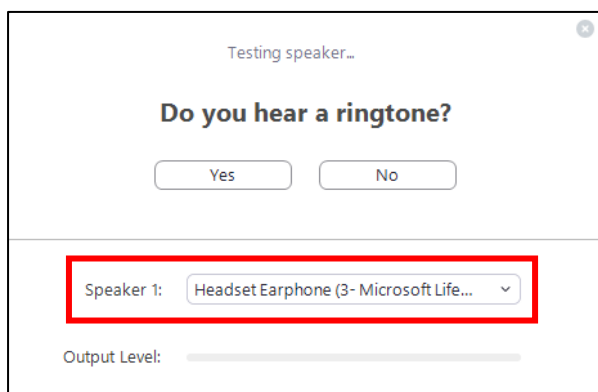 Testing speaker...
Do you hear a ringtone?
Yes No
Speaker 1: Headset Earphone (3- Microsoft Life...
Output Level: